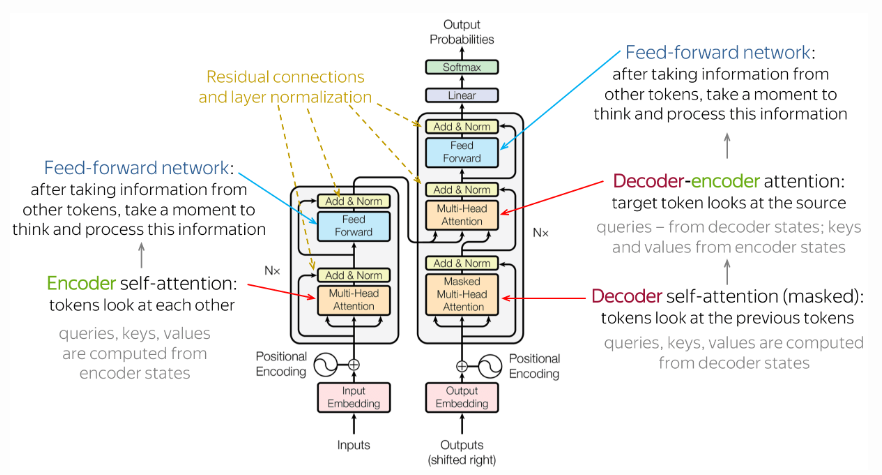 Output
Probabilities
Softmax
Linear
Add & Norm
Feed
Forward
Add & Norm
Multi-Head
Attention
Add & Norm
Masked
Multi-Head
Attention
Nx
Positional
Encoding
Output
Embedding
Outputs
(shifted right)
Residual connections
and layer normalization
Add & Norm
Feed
Forward
Add & Norm
Multi-Head
Attention
Nx
Positional
Encoding
Input
Embedding
Inputs
Feed-forward network:
after taking information from
other tokens, take a moment to
think and process this information
Encoder self-attention:
tokens look at each other
queries, keys, values
are computed from
encoder states
Feed-forward network:
after taking information from
other tokens, take a moment to
think and process this information
Decoder-encoder attention:
target token looks at the source
queries – from decoder states; keys
and values from encoder states
Decoder self-attention (masked):
tokens look at the previous tokens
queries, keys, values are computed
from decoder states